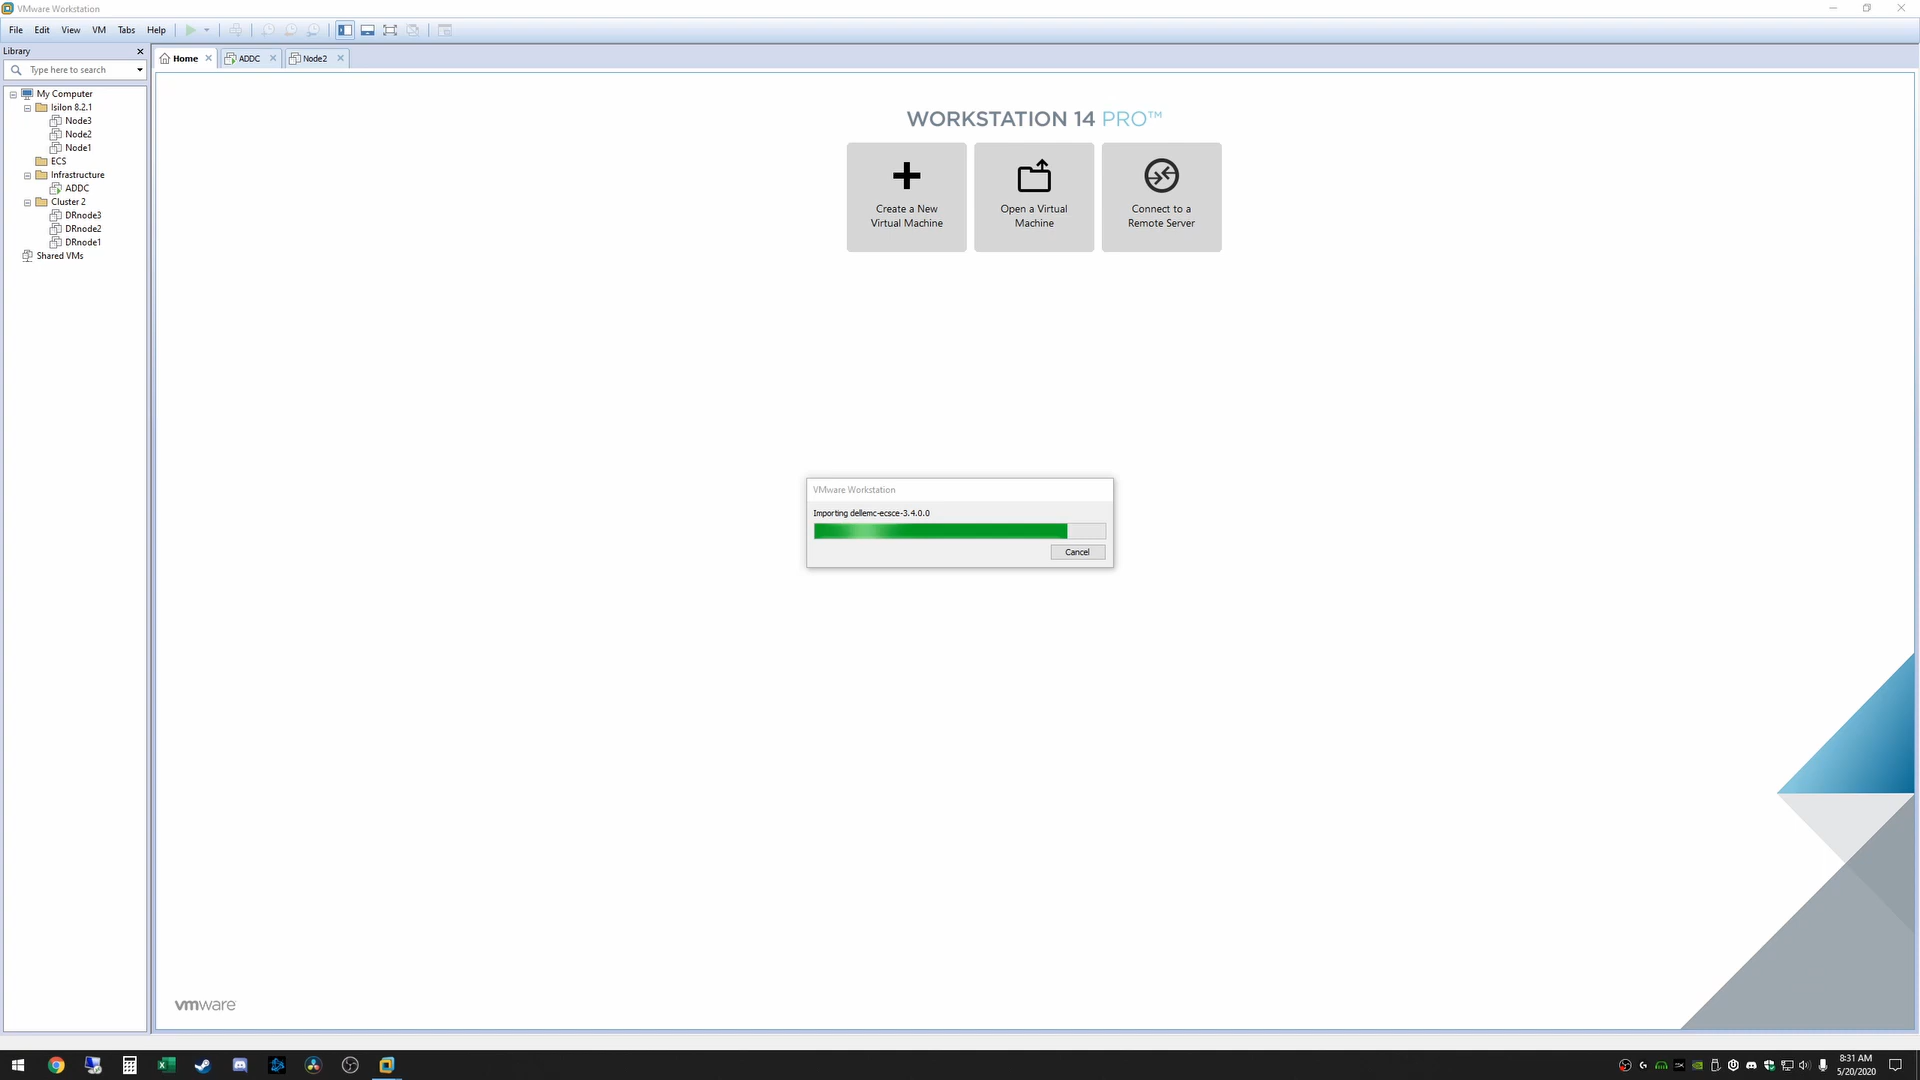 VMware Workstation
File Edit View VM Tabs Help
Library
Type here to search
Home
ADDC
Node2
My Computer
Isilon 8.2.1
Node3
Node2
Node1
ECS
Infrastructure
ADDC
Cluster 2
DRnode3
DRnode2
DRnode1
Shared VMs
WORKSTATION 14 PRO™
Create a New
Virtual Machine
Open a Virtual
Machine
Connect to a
Remote Server
VMware Workstation
Importing dellemc-ecsce-3.4.0.0
Cancel
vmware
8:31 AM
5/20/2020